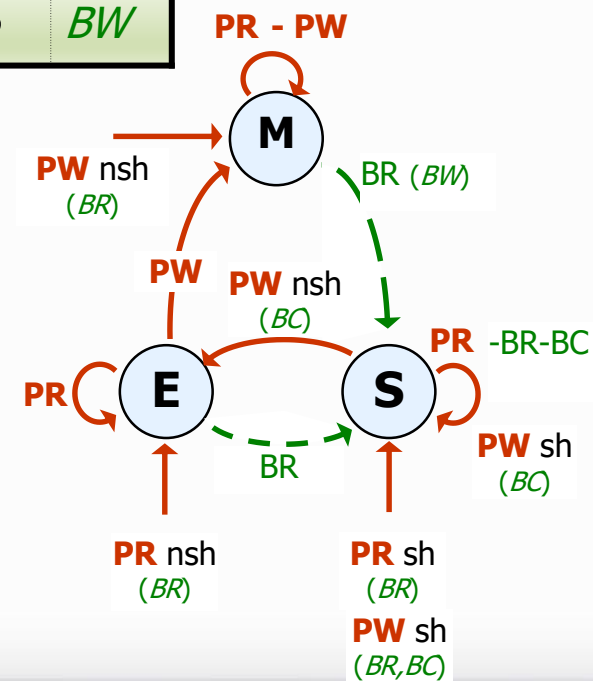 BW
PR - PW
M
PW nsh
(BR)
BR (BW)
PW
PW nsh
(BC)
PR -BR-BC
PR
E
S
PW sh
(BC)
BR
PR nsh
(BR)
PR sh
(BR)
PW sh
(BR,BC)